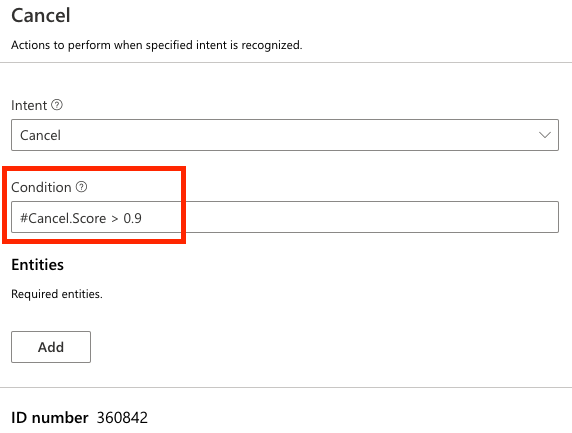 Cancel
Actions to perform when specified intent is recognized.
Intent
Cancel
Condition
#Cancel.Score > 0.9
Entities
Required entities.
Add
ID number 360842